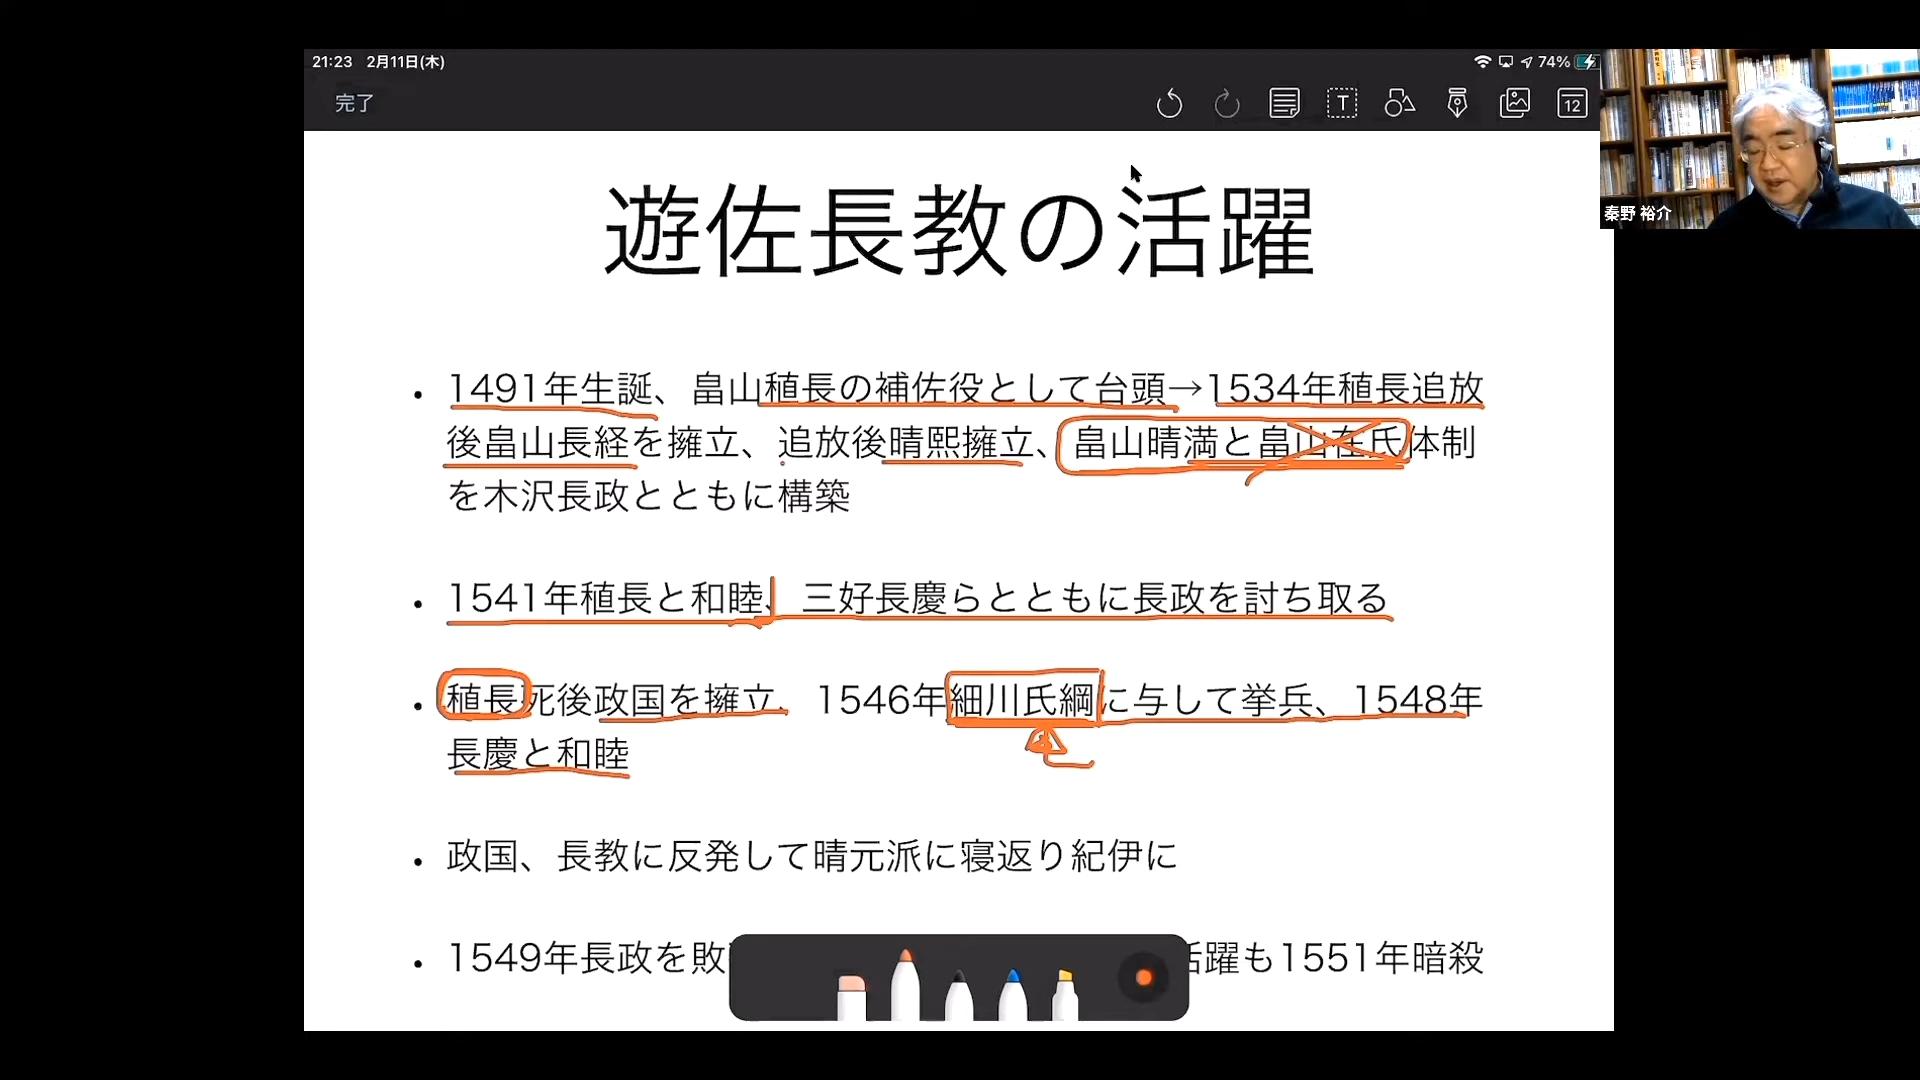 21:23 2月11日(木)
74%
完了
12
秦野 裕介
遊佐長教の活躍
・1491年生誕、畠山稙長の補佐役として台頭→1534年稙長追放
後畠山長経を擁立、追放後晴熙擁立、畠山晴満と畠山在氏体制
を木沢長政とともに構築
・1541年稙長と和睦、三好長慶らとともに長政を討ち取る
・稙長死後政国を擁立、1546年細川氏綱に与して挙兵、1548年
長慶と和睦
・政国、長教に反発して晴元派に寝返り紀伊に
・1549年長政を敗 活躍も1551年暗殺